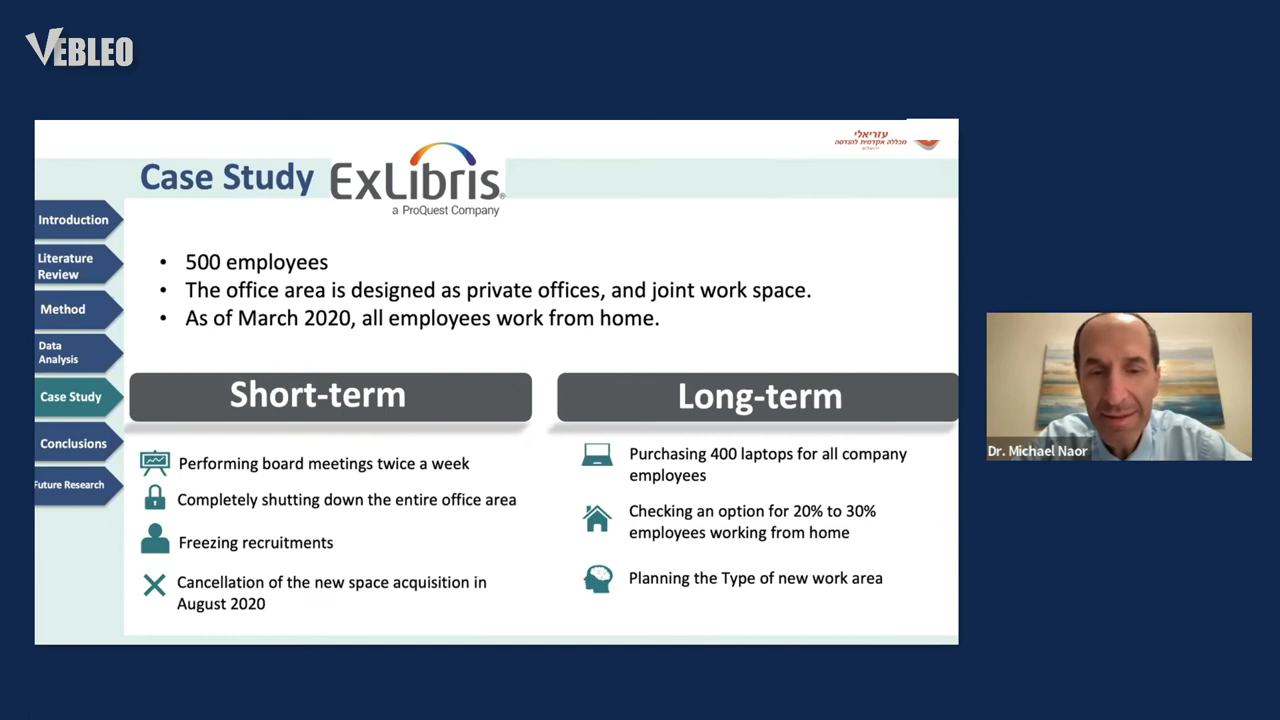 VEBLEO
עזריאלי
מכללה אקדמית להנדסה
ירושלים
Case Study
ExLibris®
a ProQuest Company
Introduction
Literature
Review
Method
Data
Analysis
Case Study
Conclusions
Future Research
• 500 employees
• The office area is designed as private offices, and joint work space.
• As of March 2020, all employees work from home.
Short-term
Performing board meetings twice a week
Completely shutting down the entire office area
Freezing recruitments
Cancellation of the new space acquisition in
August 2020
Long-term
Purchasing 400 laptops for all company
employees
Checking an option for 20% to 30%
employees working from home
Planning the Type of new work area
Dr. Michael Naor